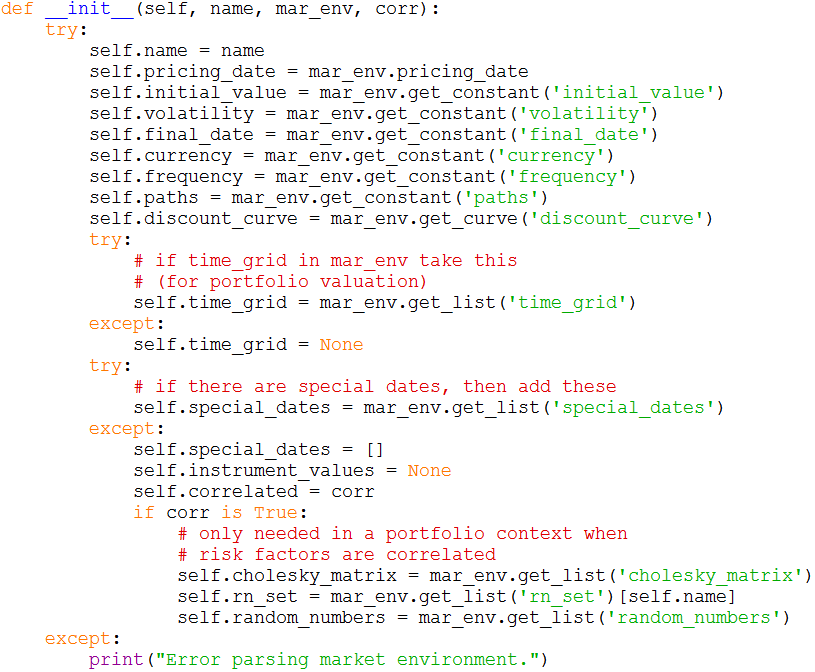 def __init__(self, name, mar_env, corr):
    try:
        self.name = name
        self.pricing_date = mar_env.pricing_date
        self.initial_value = mar_env.get_constant('initial_value')
        self.volatility = mar_env.get_constant('volatility')
        self.final_date = mar_env.get_constant('final_date')
        self.currency = mar_env.get_constant('currency')
        self.frequency = mar_env.get_constant('frequency')
        self.paths = mar_env.get_constant('paths')
        self.discount_curve = mar_env.get_curve('discount_curve')
        try:
            # if time_grid in mar_env take this
            # (for portfolio valuation)
            self.time_grid = mar_env.get_list('time_grid')
        except:
            self.time_grid = None
        try:
            # if there are special dates, then add these
            self.special_dates = mar_env.get_list('special_dates')
        except:
            self.special_dates = []
            self.instrument_values = None
            self.correlated = corr
            if corr is True:
                # only needed in a portfolio context when
                # risk factors are correlated
                self.cholesky_matrix = mar_env.get_list('cholesky_matrix')
                self.rn_set = mar_env.get_list('rn_set')[self.name]
                self.random_numbers = mar_env.get_list('random_numbers')
    except:
        print("Error parsing market environment.")